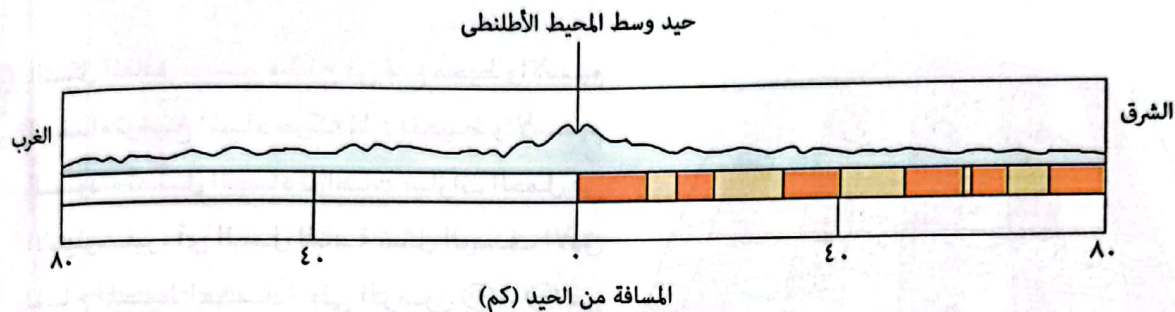 حيد وسط المحيط الأطلنطى
الشرق
الغرب
٨٠ ٤٠ ٠ ٤٠ ٨٠
المسافة من الحيد (كم)